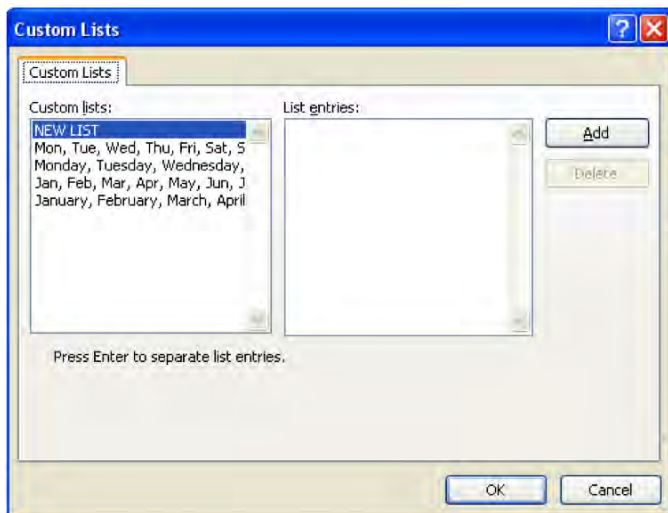 Custom Lists
Custom Lists
Custom lists:
List entries:
NEW LIST
Mon, Tue, Wed, Thu, Fri, Sat, S
Monday, Tuesday, Wednesday,
Jan, Feb, Mar, Apr, May, Jun, J
January, February, March, April
Add
Delete
Press Enter to separate list entries.
OK
Cancel